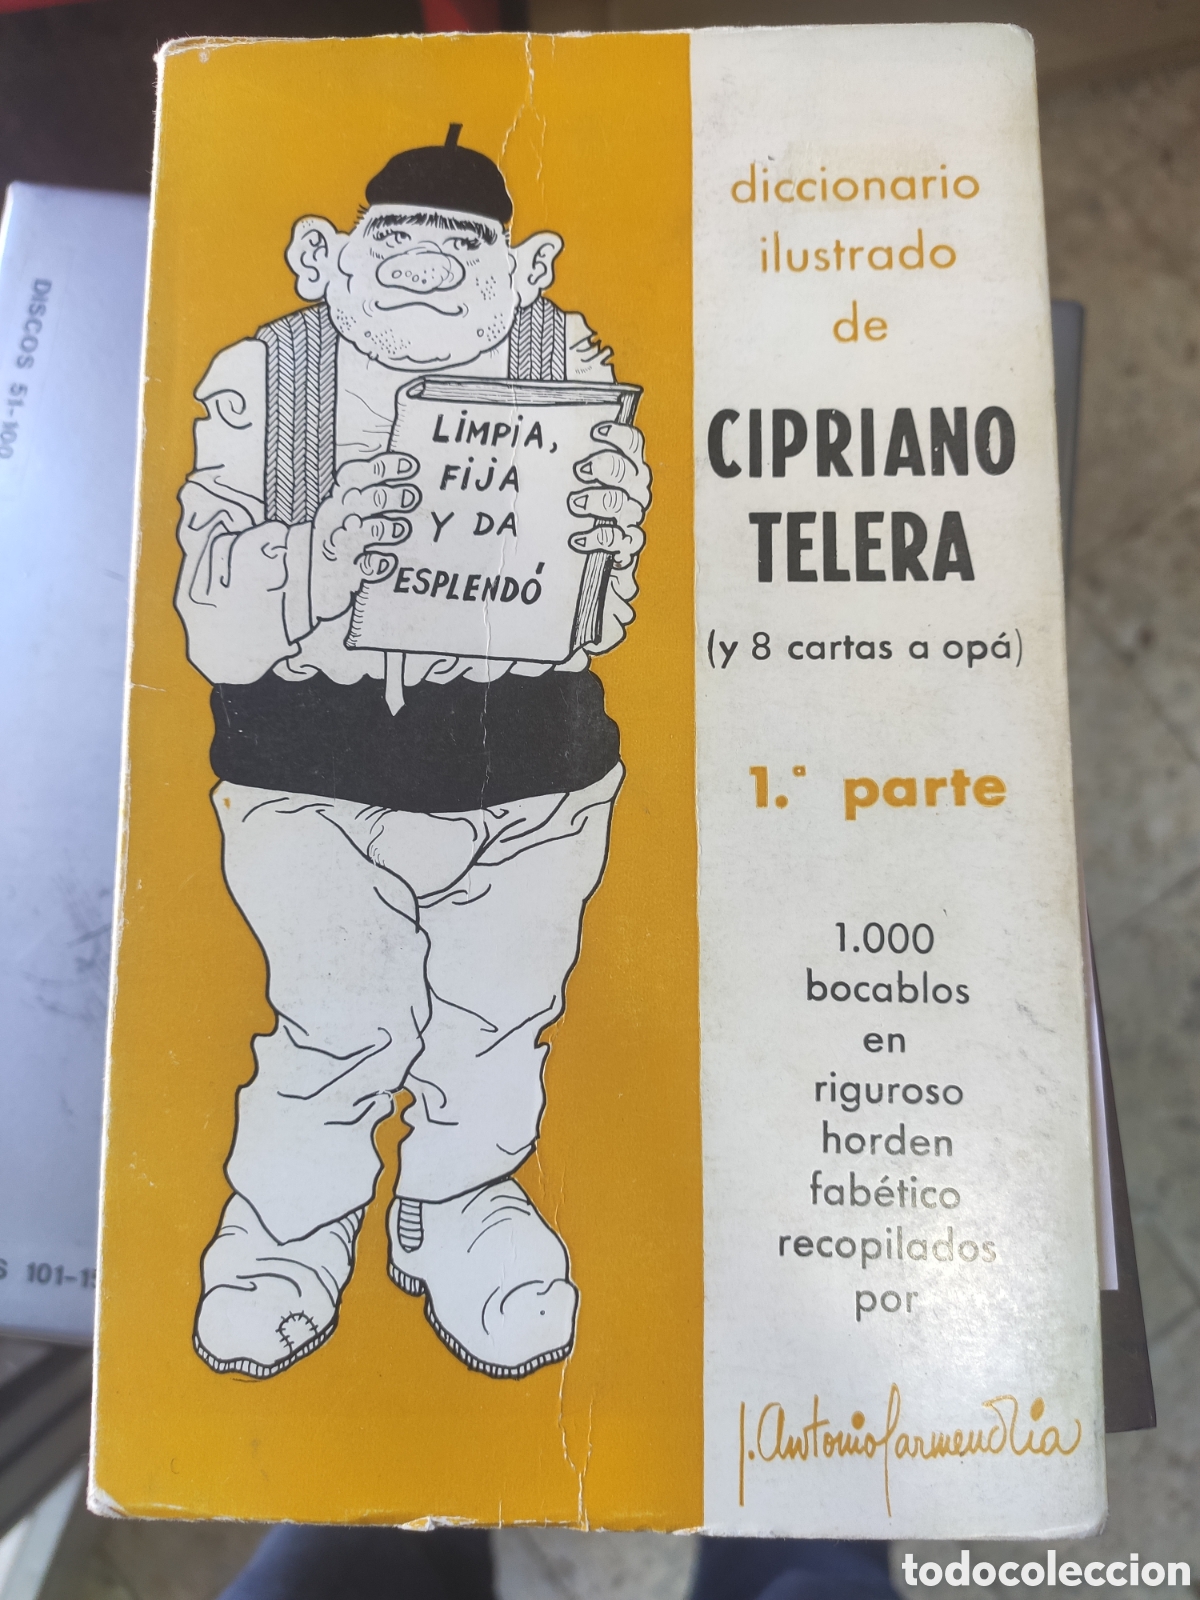 LIMPIA,
FIJA
Y DA
ESPLENDÓ
diccionario
ilustrado
de
CIPRIANO
TELERA
(y 8 cartas a opá)
1.ª parte
1.000
bocablos
en
riguroso
horden
fabético
recopilados
por
J. Antonio Garmendia
DISCOS 51-100
S 101-15
todocoleccion